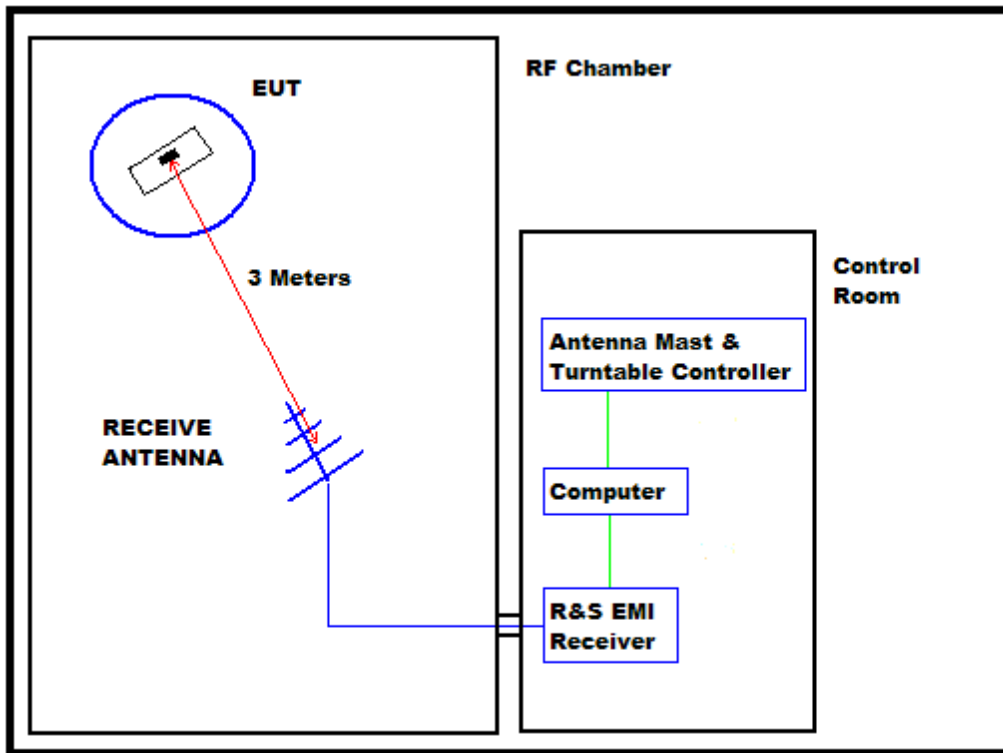 RF Chamber
EUT
3 Meters
RECEIVE
ANTENNA
Control
Room
Antenna Mast &
Turntable Controller
Computer
R&S EMI
Receiver